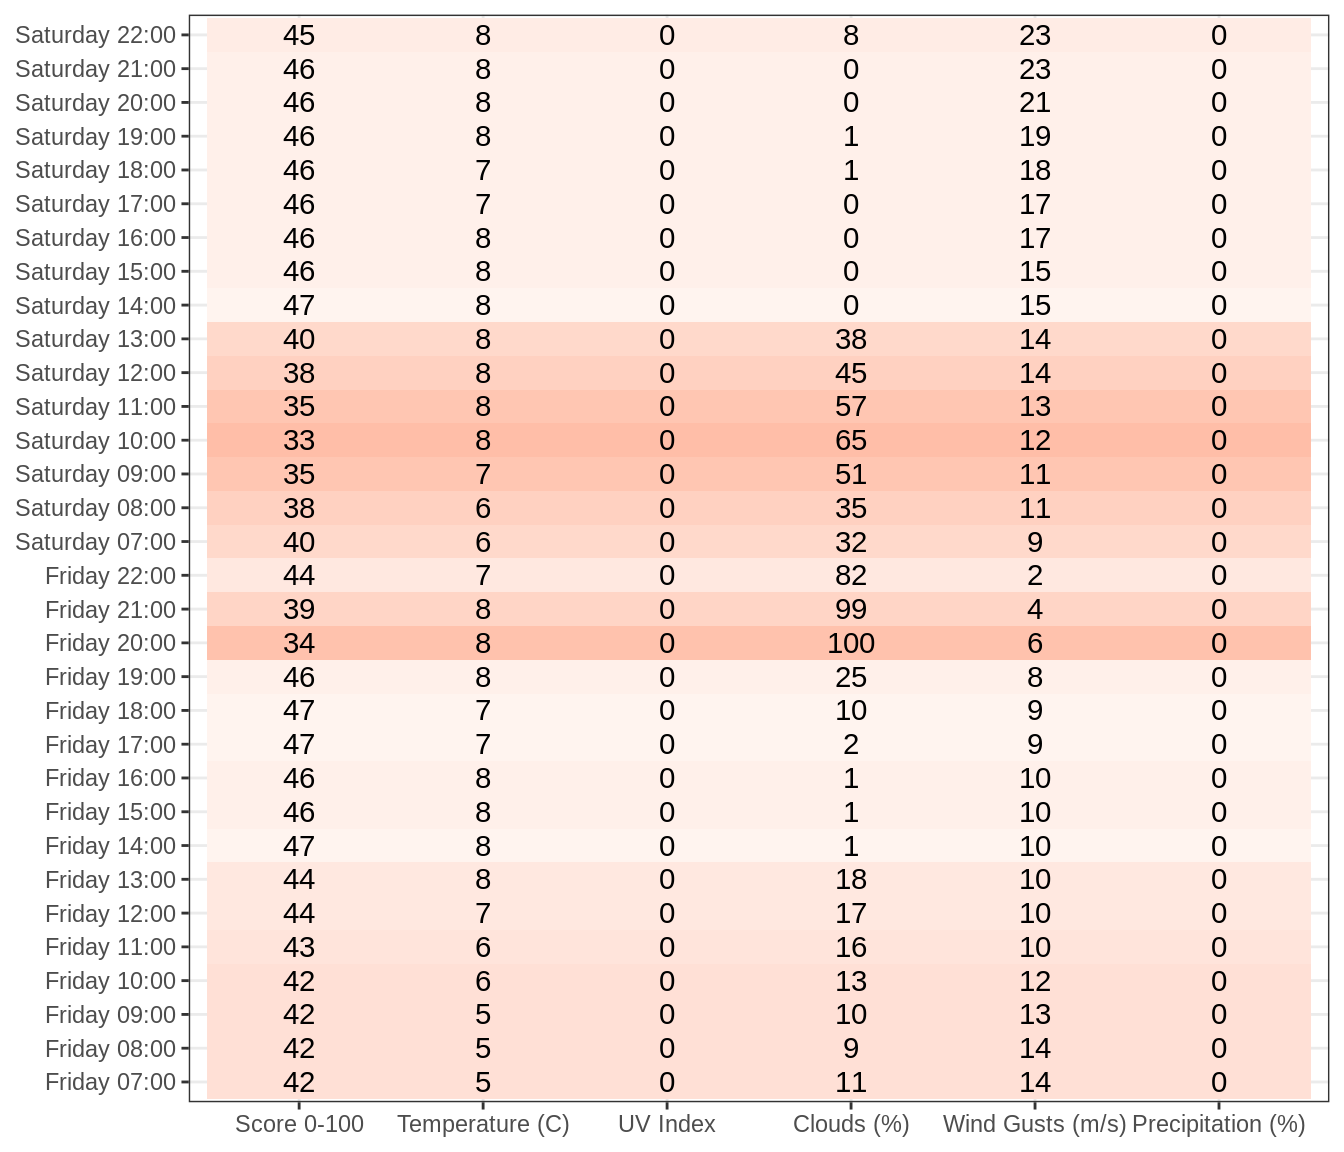 Saturday 22:00 45 8 0 8 23 0
Saturday 21:00 46 8 0 0 23 0
Saturday 20:00 46 8 0 0 21 0
Saturday 19:00 46 8 0 1 19 0
Saturday 18:00 46 7 0 1 18 0
Saturday 17:00 46 7 0 0 17 0
Saturday 16:00 46 8 0 0 17 0
Saturday 15:00 46 8 0 0 15 0
Saturday 14:00 47 8 0 0 15 0
Saturday 13:00 40 8 0 38 14 0
Saturday 12:00 38 8 0 45 14 0
Saturday 11:00 35 8 0 57 13 0
Saturday 10:00 33 8 0 65 12 0
Saturday 09:00 35 7 0 51 11 0
Saturday 08:00 38 6 0 35 11 0
Saturday 07:00 40 6 0 32 9 0
Friday 22:00 44 7 0 82 2 0
Friday 21:00 39 8 0 99 4 0
Friday 20:00 34 8 0 100 6 0
Friday 19:00 46 8 0 25 8 0
Friday 18:00 47 7 0 10 9 0
Friday 17:00 47 7 0 2 9 0
Friday 16:00 46 8 0 1 10 0
Friday 15:00 46 8 0 1 10 0
Friday 14:00 47 8 0 1 10 0
Friday 13:00 44 8 0 18 10 0
Friday 12:00 44 7 0 17 10 0
Friday 11:00 43 6 0 16 10 0
Friday 10:00 42 6 0 13 12 0
Friday 09:00 42 5 0 10 13 0
Friday 08:00 42 5 0 9 14 0
Friday 07:00 42 5 0 11 14 0
Score 0-100 Temperature (C) UV Index Clouds (%) Wind Gusts (m/s) Precipitation (%)